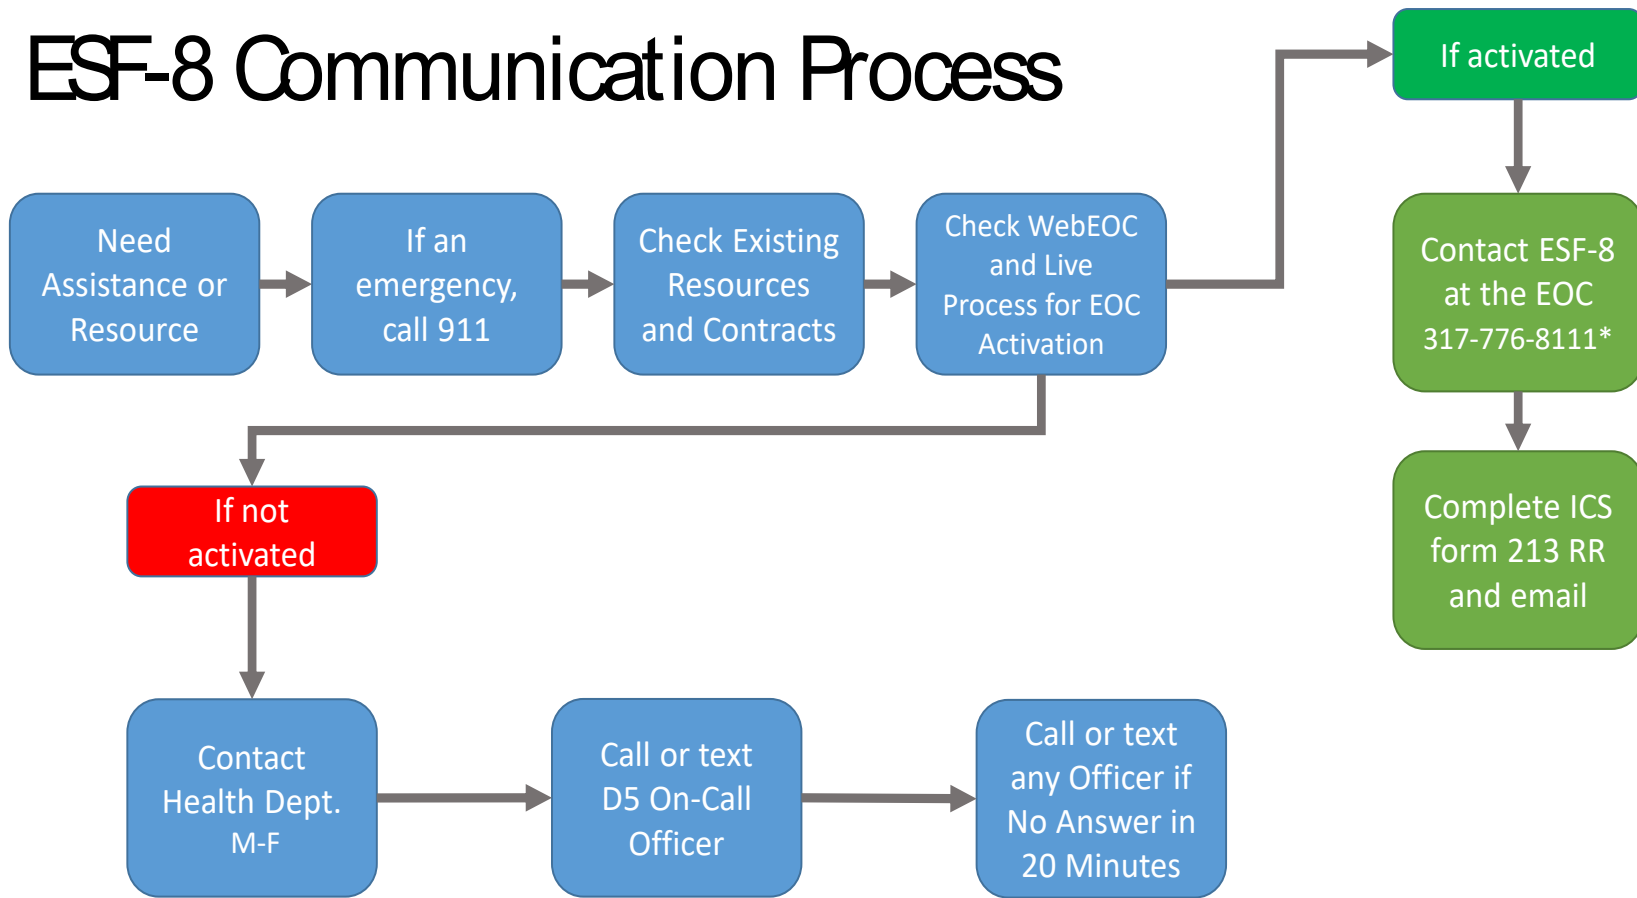 ESF-8 Communication Process
If activated
Need
Assistance or
Resource
If an
emergency,
call 911
Check Existing
Resources
and Contracts
Check WebEOC
and Live
Process for EOC
Activation
Contact ESF-8
at the EOC
317-776-8111*
Complete ICS
form 213 RR
and email
If not
activated
Contact
Health Dept.
M-F
Call or text
D5 On-Call
Officer
Call or text
any Officer if
No Answer in
20 Minutes